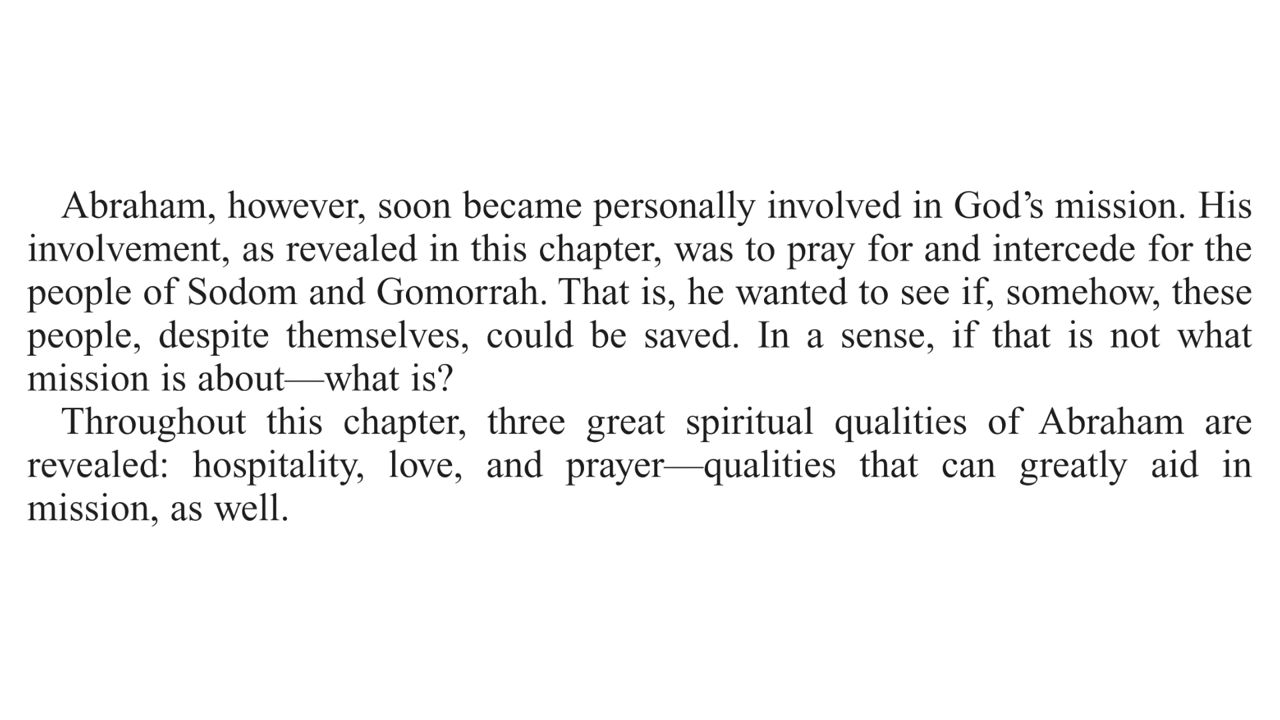 Abraham, however, soon became personally involved in God’s mission. His
involvement, as revealed in this chapter, was to pray for and intercede for the
people of Sodom and Gomorrah. That is, he wanted to see if, somehow, these
people, despite themselves, could be saved. In a sense, if that is not what
mission is about—what is?
Throughout this chapter, three great spiritual qualities of Abraham are
revealed: hospitality, love, and prayer—qualities that can greatly aid in
mission, as well.